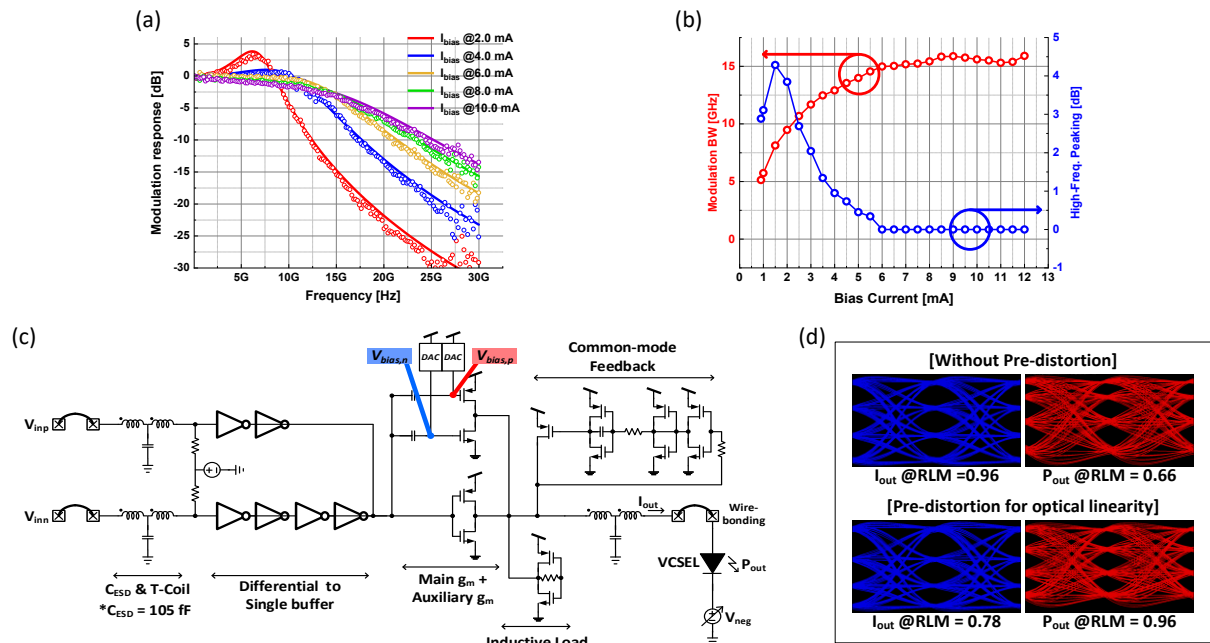 (a)
5
0
-5
-10
-15
-20
-25
-30
Modulation response [dB]
5G 10G 15G 20G 25G 30G
Frequency [Hz]
I bias @2.0 mA
I bias @4.0 mA
I bias @6.0 mA
I bias @8.0 mA
I bias @10.0 mA
(b)
15
10
5
0
Modulation BW [GHz]
5
4
3
2
1
0
-1
High-Freq. Peaking [dB]
0 1 2 3 4 5 6 7 8 9 10 11 12 13
Bias Current [mA]
(c)
Vbias,n
DAC DAC
Vbias,p
Common-mode
Feedback
Vinp
Vinn
Iout
Wire-
bonding
VCSEL
Pout
Vneg
CESD & T-Coil
*CESD = 105 fF
Differential to
Single buffer
Main gm +
Auxiliary gm
Inductive Load
(d)
[Without Pre-distortion]
Iout @RLM =0.96
Pout @RLM = 0.66
[Pre-distortion for optical linearity]
Iout @RLM = 0.78
Pout @RLM = 0.96